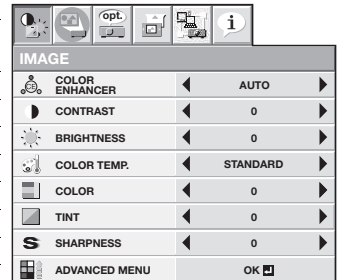 opt.
i
IMAGE
CE
COLOR
ENHANCER
AUTO
CONTRAST 0
BRIGHTNESS 0
COLOR TEMP. STANDARD
COLOR 0
TINT 0
S SHARPNESS 0
ADVANCED MENU OK